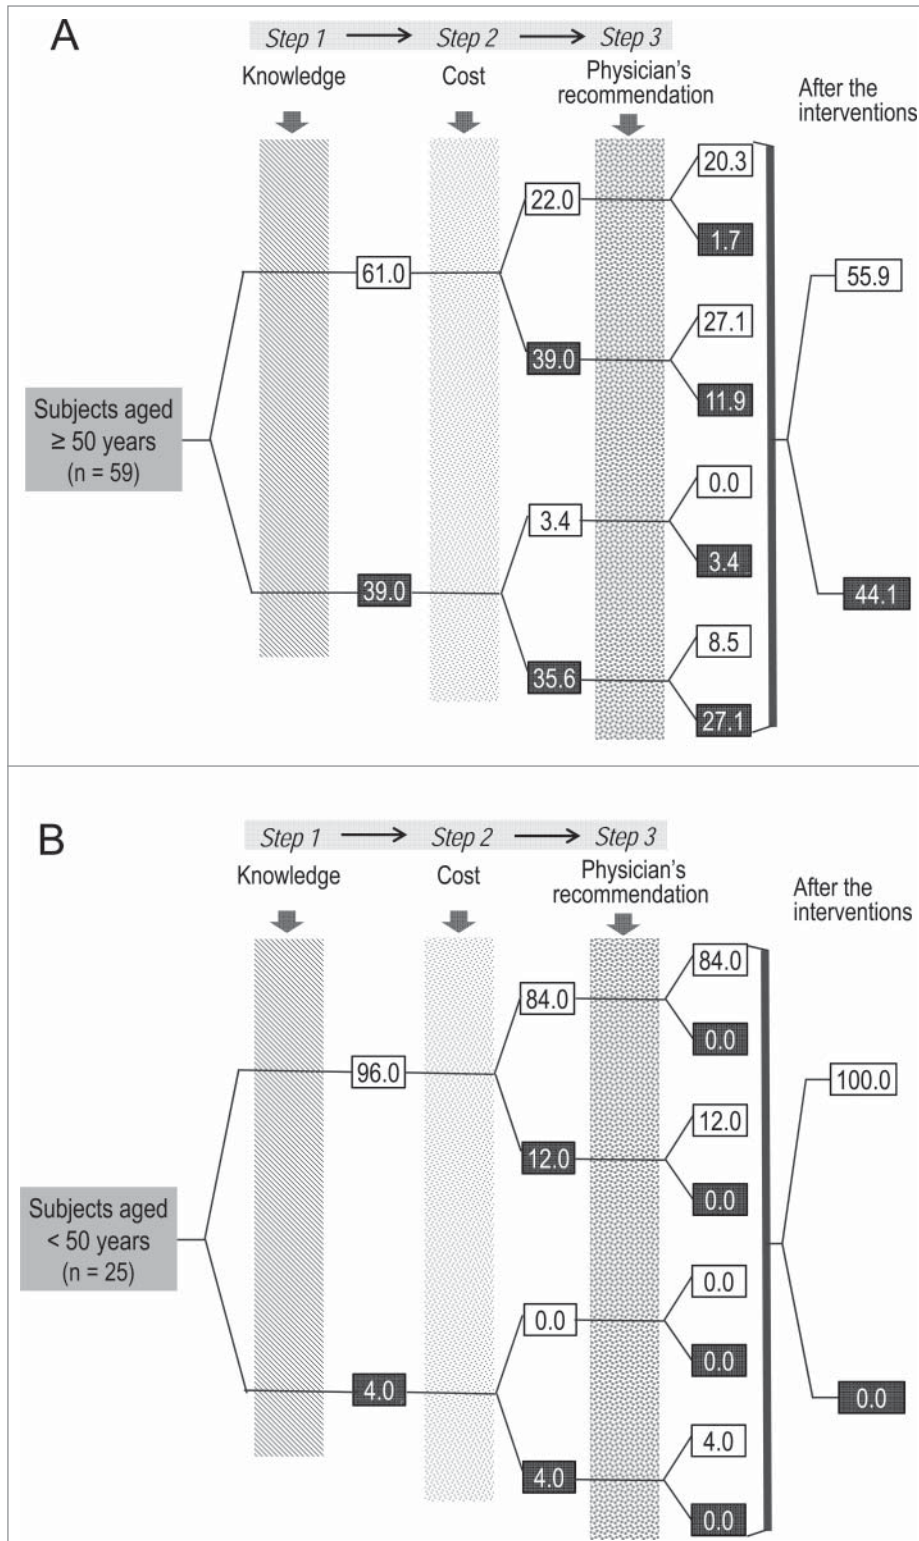 A
Step 1 → Step 2 → Step 3
Knowledge
Cost
Physician's
recommendation
After the
interventions
20.3
22.0
1.7
61.0
55.9
27.1
39.0
11.9
Subjects aged
≥ 50 years
(n = 59)
0.0
3.4
3.4
39.0
44.1
8.5
35.6
27.1
B
Step 1 → Step 2 → Step 3
Knowledge
Cost
Physician's
recommendation
After the
interventions
84.0
84.0
0.0
96.0
100.0
12.0
12.0
0.0
Subjects aged
< 50 years
(n = 25)
0.0
0.0
0.0
4.0
0.0
4.0
4.0
0.0